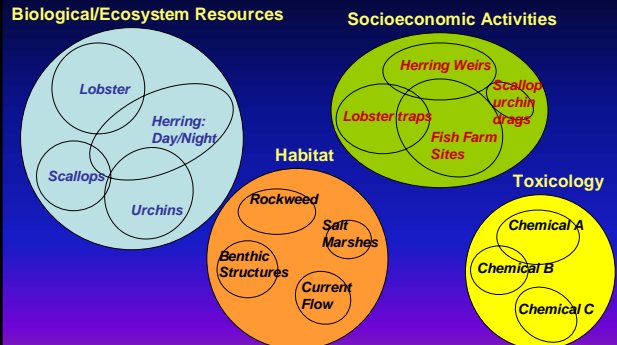 Biological/Ecosystem Resources
Lobster
Herring:
Day/Night
Scallops
Urchins
Socioeconomic Activities
Herring Weirs
Scallop
urchin
drags
Lobster traps
Fish Farm
Sites
Habitat
Rockweed
Salt
Marshes
Benthic
Structures
Current
Flow
Toxicology
Chemical A
Chemical B
Chemical C